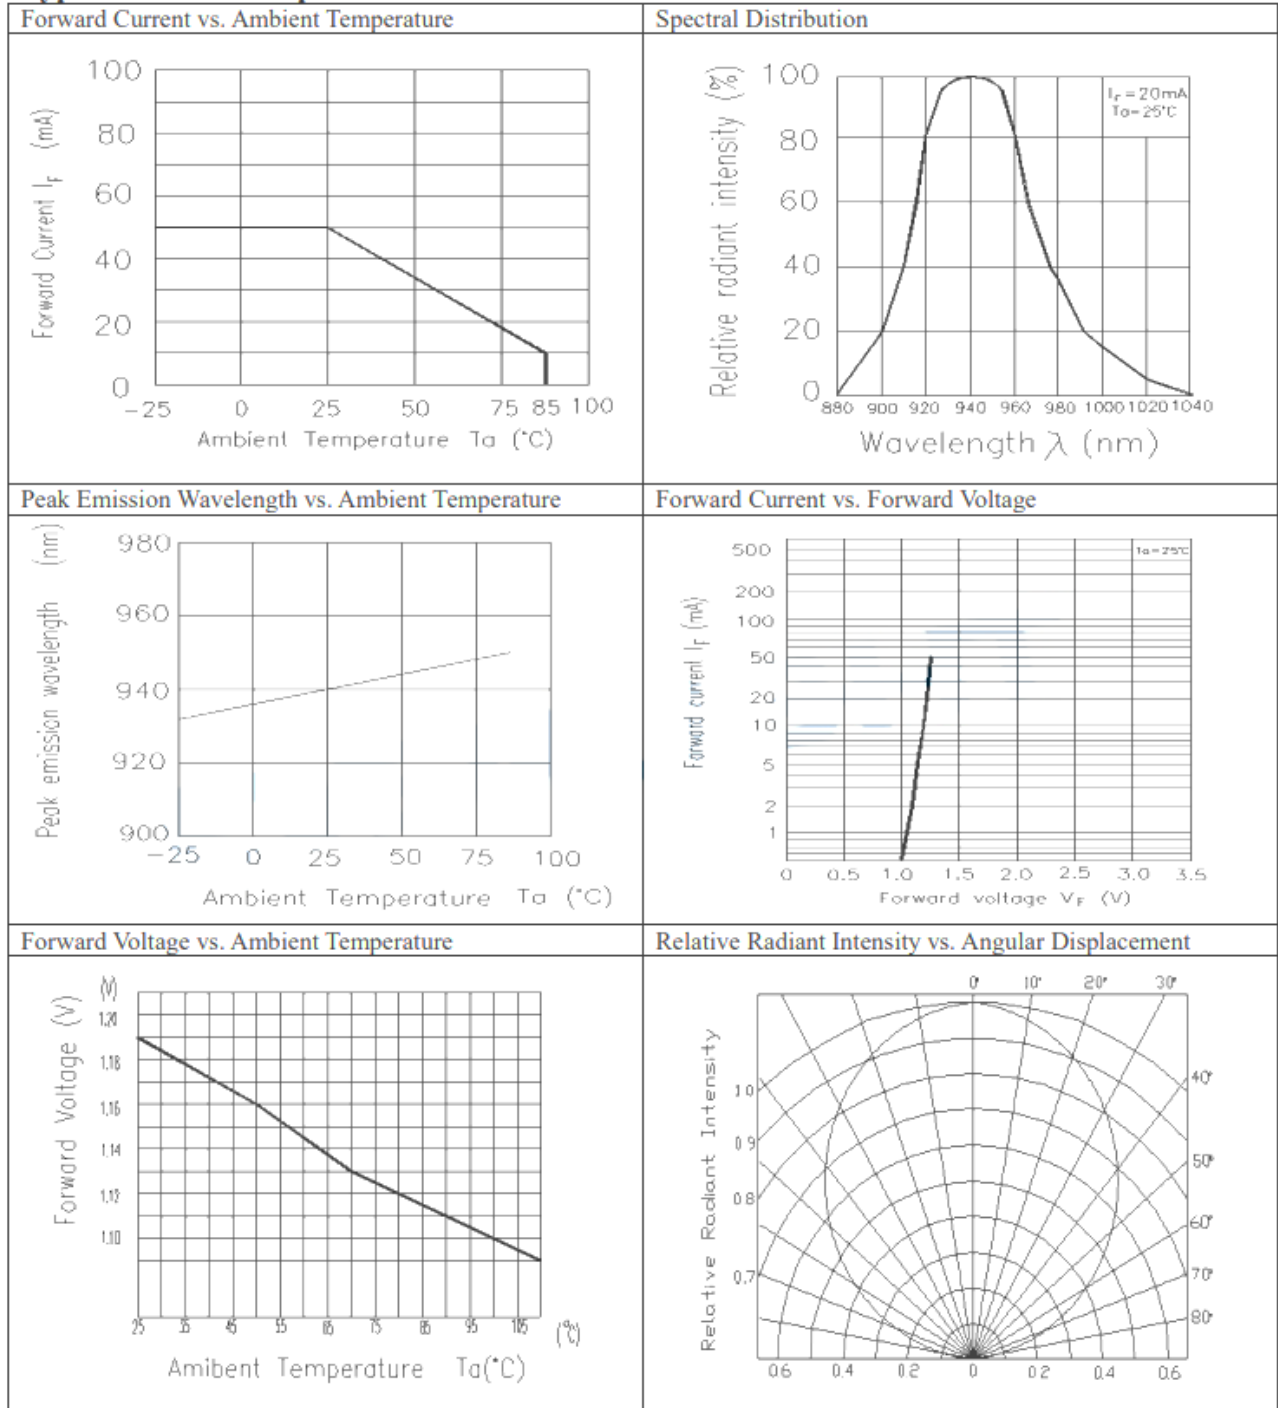 Forward Current vs. Ambient Temperature
Forward Current I_F (mA)
100
80
60
40
20
0
-25 0 25 50 75 85 100
Ambient Temperature Ta (°C)
Spectral Distribution
Relative radiant intensity (%)
I_F = 20mA
Ta= 25°C
100
80
60
40
20
0
880 900 920 940 960 980 1000 1020 1040
Wavelength λ (nm)
Peak Emission Wavelength vs. Ambient Temperature
Peak emission wavelength (nm)
980
960
940
920
900
-25 0 25 50 75 100
Ambient Temperature Ta (°C)
Forward Current vs. Forward Voltage
Forward current I_F (mA)
Ta=25°C
500
200
100
50
20
10
5
2
1
0 0.5 1.0 1.5 2.0 2.5 3.0 3.5
Forward voltage V_F (V)
Forward Voltage vs. Ambient Temperature
Forward Voltage (V)
(V)
1.20
1.18
1.16
1.14
1.12
1.10
25 35 45 55 65 75 85 95 105
(°C)
Amibent Temperature Ta(°C)
Relative Radiant Intensity vs. Angular Displacement
Relative Radiant Intensity
0° 10° 20° 30°
40°
50°
60°
70°
80°
1.0
0.9
0.8
0.7
0.6 0.4 0.2 0 0.2 0.4 0.6